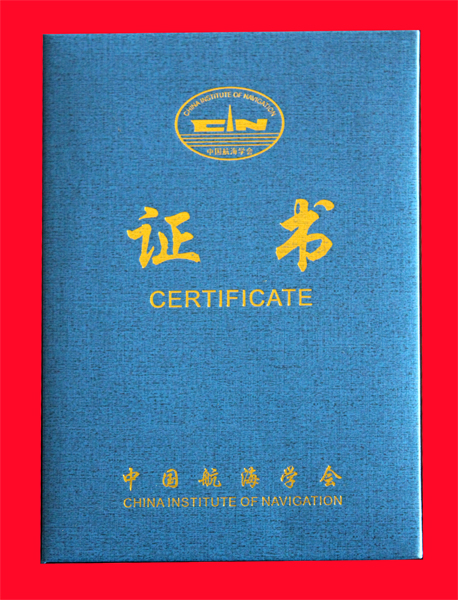 CHINA INSTITUTE OF NAVIGATION
CIN
中国航海学会
证书
CERTIFICATE
中国航海学会
CHINA INSTITUTE OF NAVIGATION